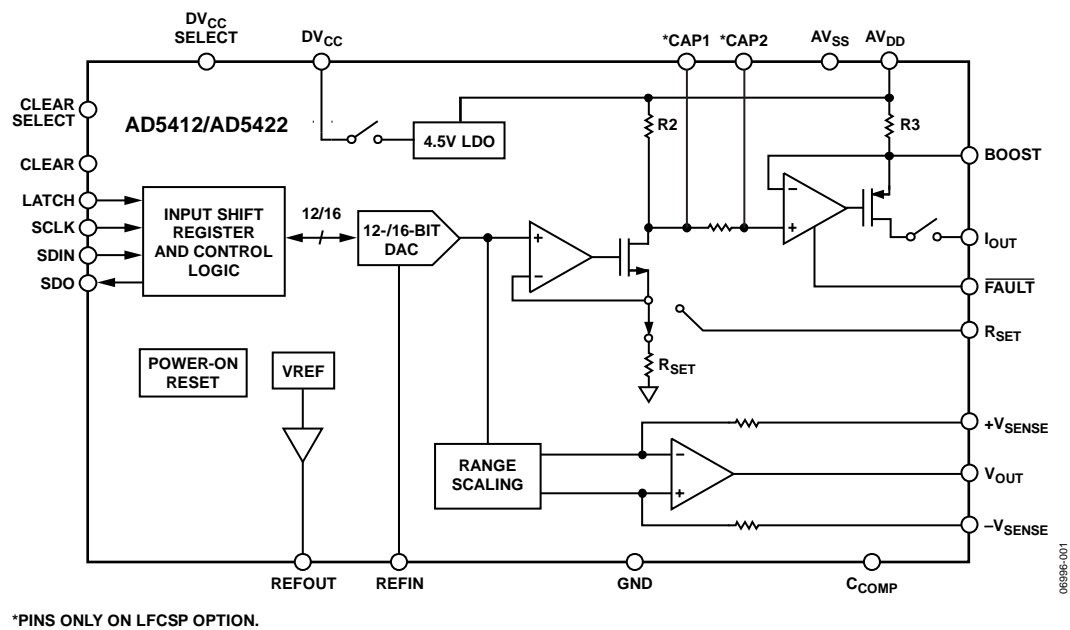 DVCC
SELECT
DVCC
*CAP1
*CAP2
AVSS
AVDD
CLEAR
SELECT
AD5412/AD5422
4.5V LDO
R2
R3
CLEAR
BOOST
LATCH
SCLK
SDIN
SDO
INPUT SHIFT
REGISTER
AND CONTROL
LOGIC
12/16
12-/16-BIT
DAC
+
–
–
+
IOUT
FAULT
RSET
RSET
POWER-ON
RESET
VREF
RANGE
SCALING
–
+
+VSENSE
VOUT
–VSENSE
REFOUT
REFIN
GND
CCOMP
06996-001
*PINS ONLY ON LFCSP OPTION.